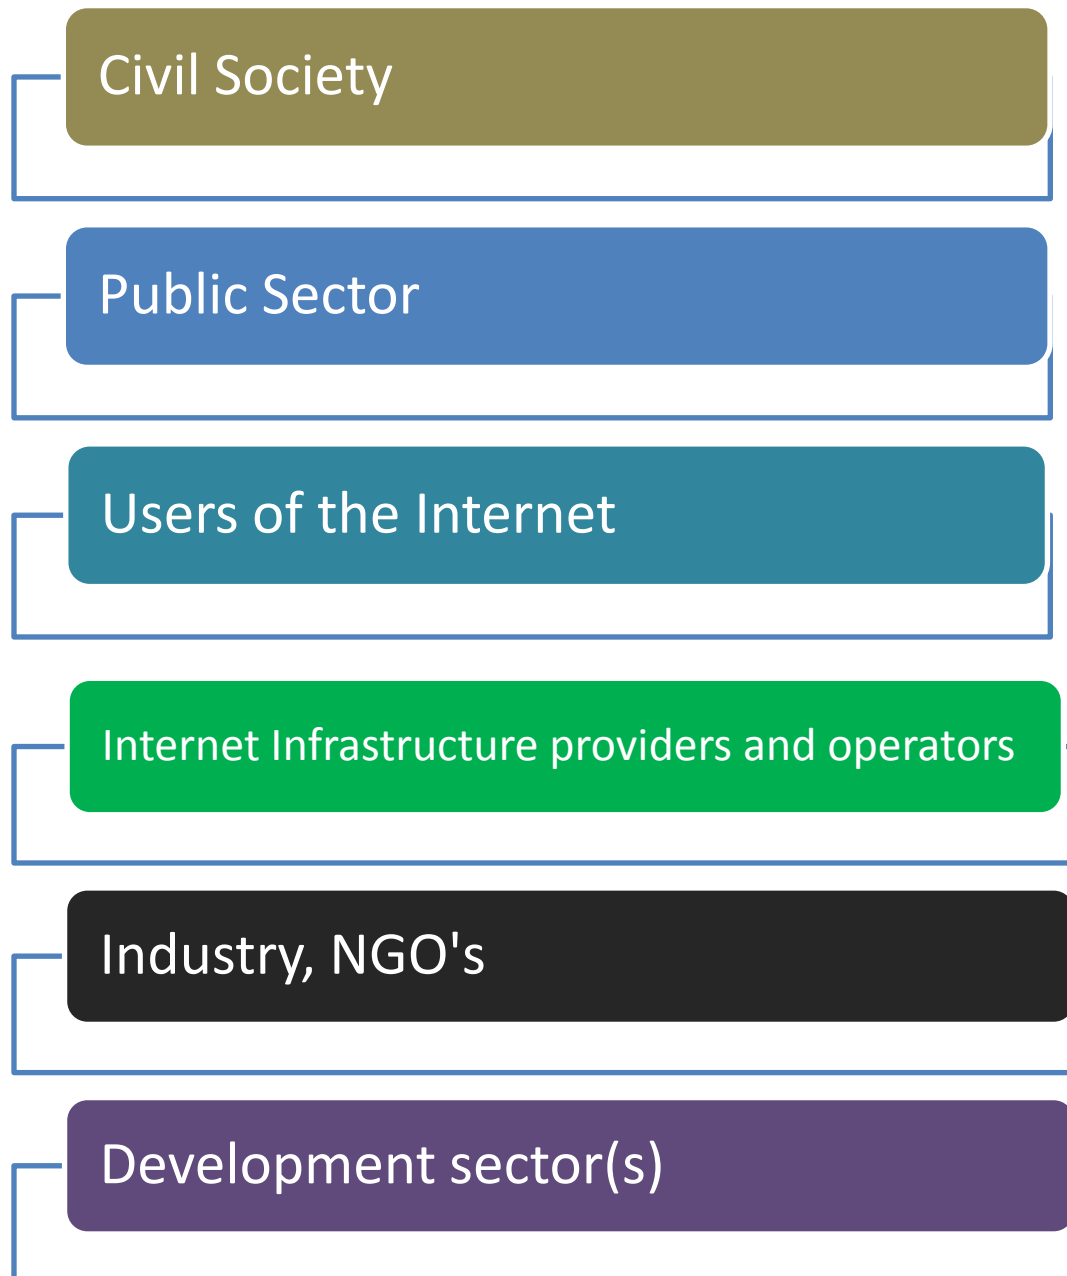 Civil Society
Public Sector
Users of the Internet
Internet Infrastructure providers and operators
Industry, NGO's
Development sector(s)